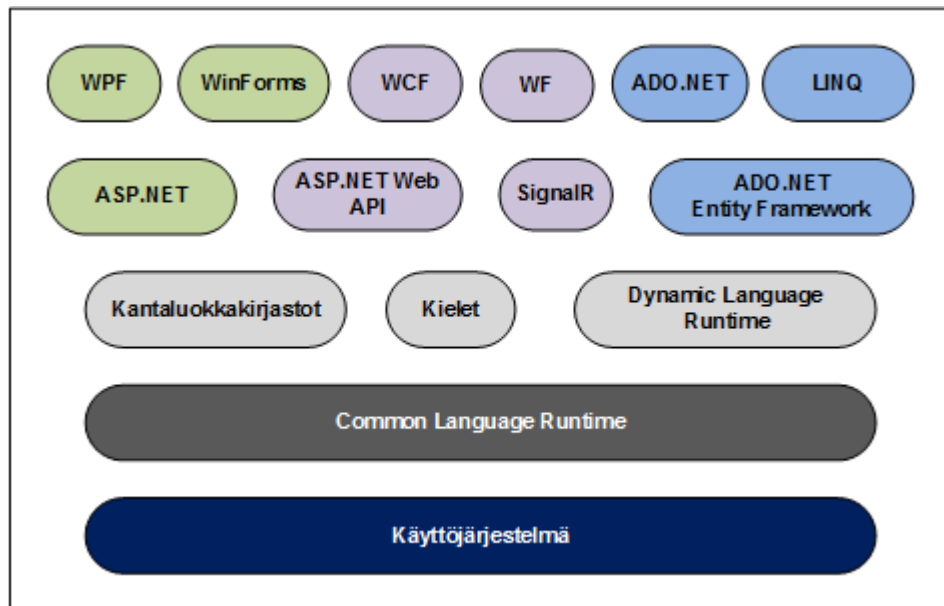 WPF
WinForms
WCF
WF
ADO.NET
LINQ
ASP.NET
ASP.NET Web
API
SignalR
ADO.NET
Entity Framework
Kantaluokkakirjastot
Kielet
Dynamic Language
Runtime
Common Language Runtime
Käyttöjärjestelmä